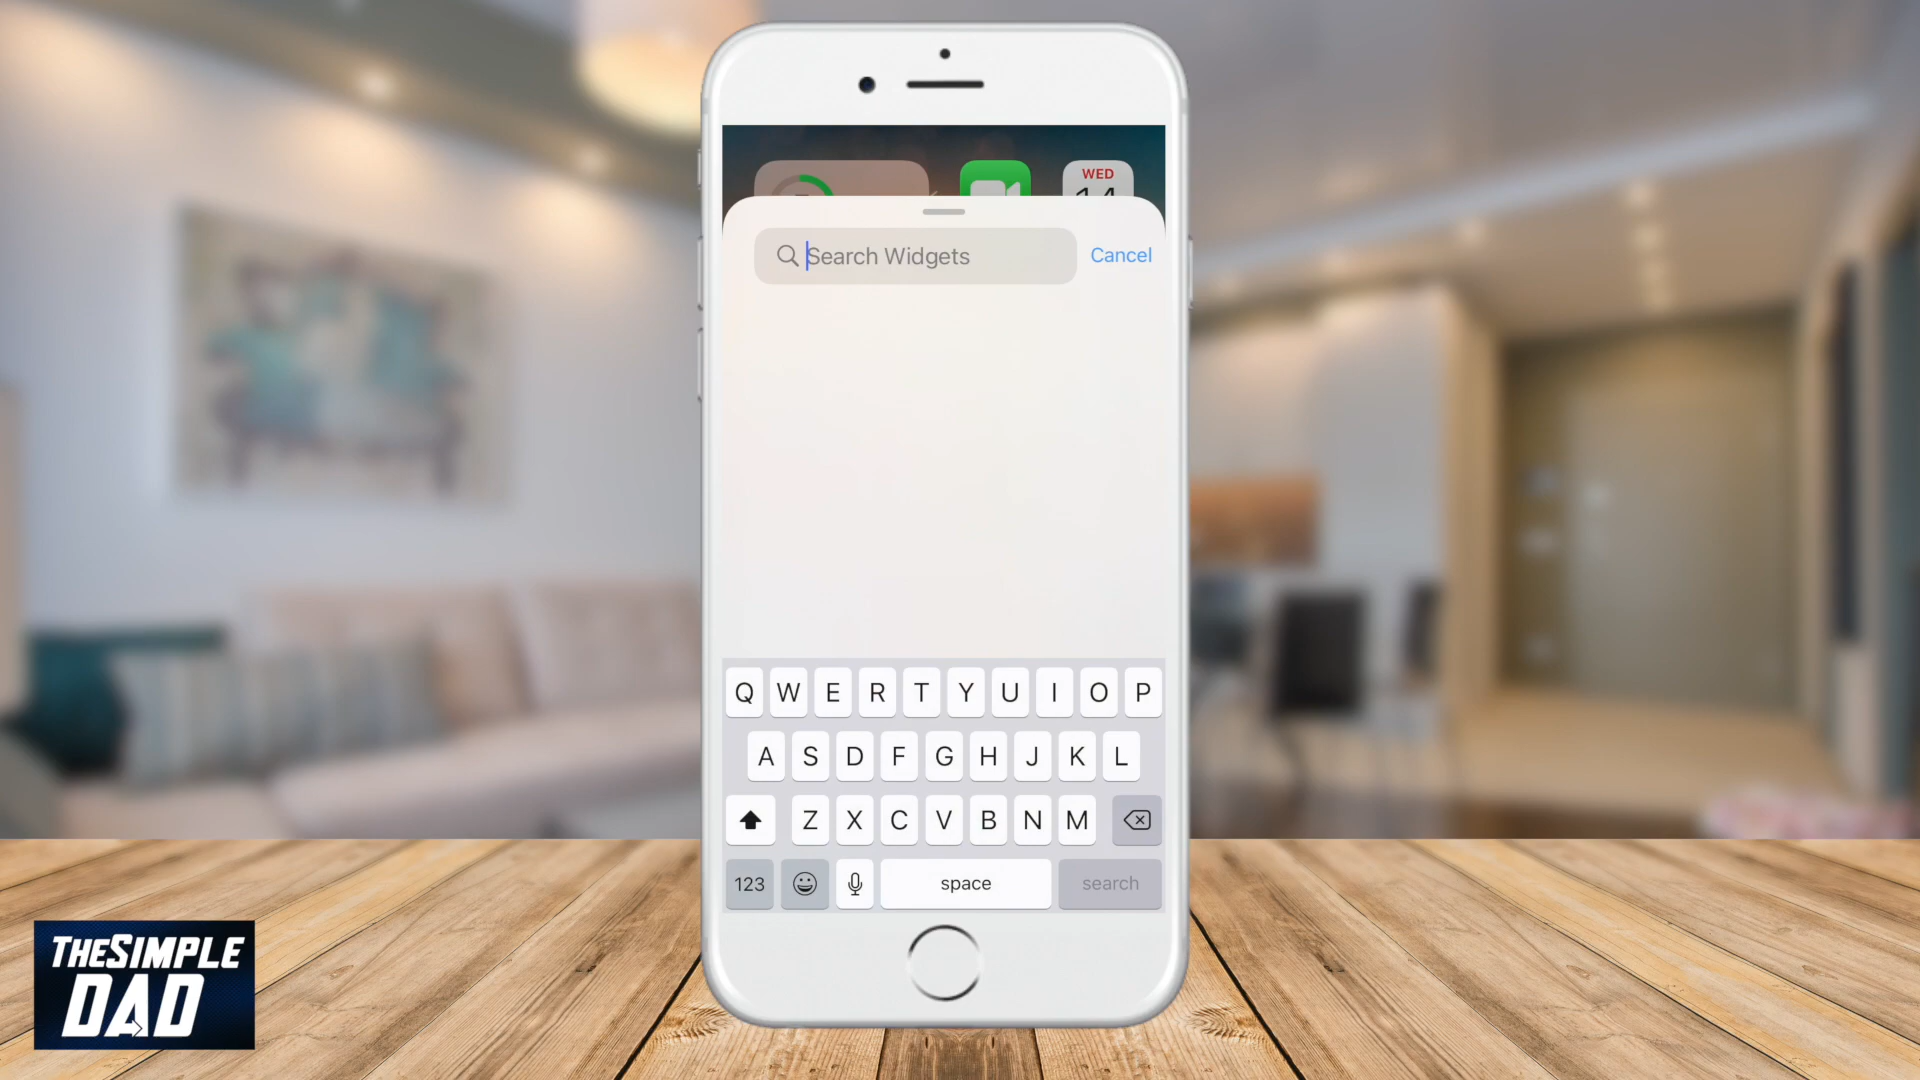 WED
Search Widgets
Cancel
Q W E R T Y U I O P
A S D F G H J K L
Z X C V B N M
123
space
search
THESIMPLE
DAD